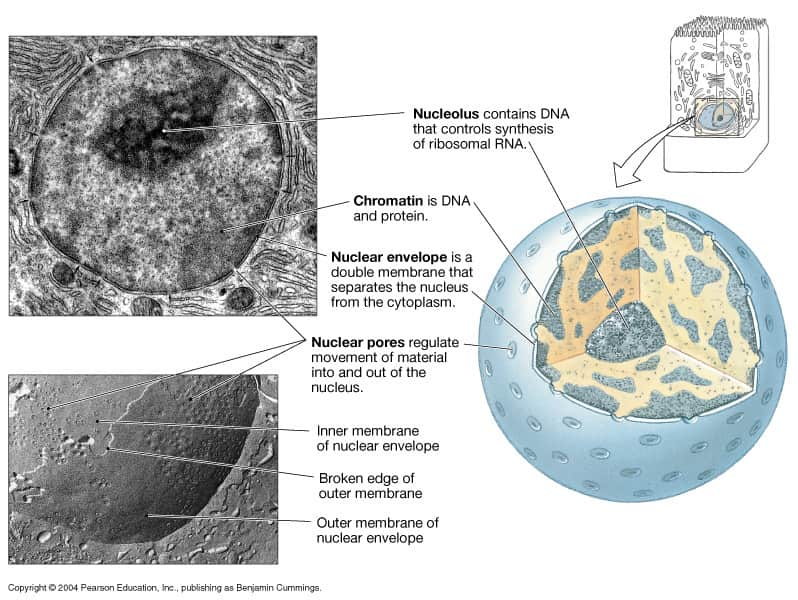 Nucleolus contains DNA
that controls synthesis
of ribosomal RNA.
Chromatin is DNA
and protein.
Nuclear envelope is a
double membrane that
separates the nucleus
from the cytoplasm.
Nuclear pores regulate
movement of material
into and out of the
nucleus.
Inner membrane
of nuclear envelope
Broken edge of
outer membrane
Outer membrane of
nuclear envelope
Copyright © 2004 Pearson Education, Inc., publishing as Benjamin Cummings.